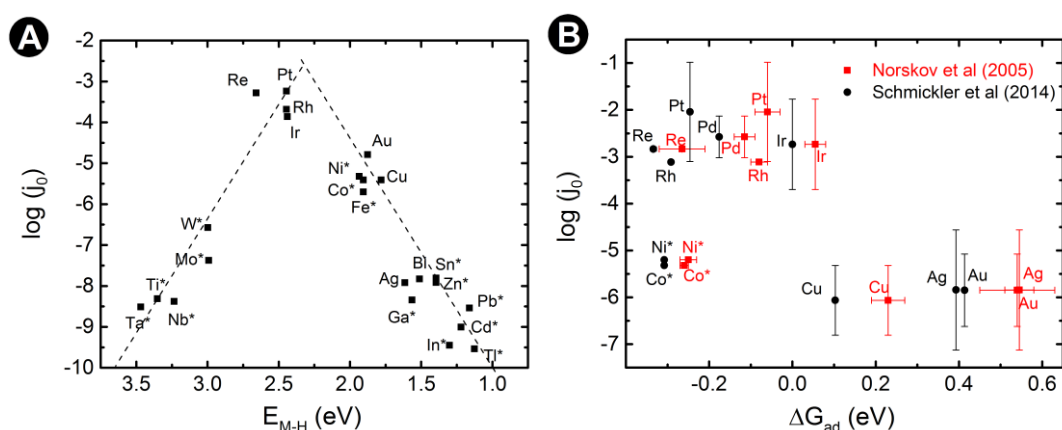 A
-2
-3
-4
-5
-6
-7
-8
-9
-10
log (j0)
3.5
3.0
2.5
2.0
1.5
1.0
E M-H (eV)
Re
Pt
Rh
Ir
Au
Ni*
Cu
Co*
Fe*
W*
Mo*
Ti*
Ta*
Nb*
Ag
BI
Sn*
Zn*
Ga*
Pb*
Cd*
In*
Tl*
B
-1
-2
-3
-4
-5
-6
-7
log (j0)
-0.2
0.0
0.2
0.4
0.6
ΔGad (eV)
Norskov et al (2005)
Schmickler et al (2014)
Pt
Pt
Pd
Pd
Re
Re
Rh
Rh
Ir
Ir
Ni*
Ni*
Co*
Co*
Cu
Cu
Ag
Au
Ag
Au